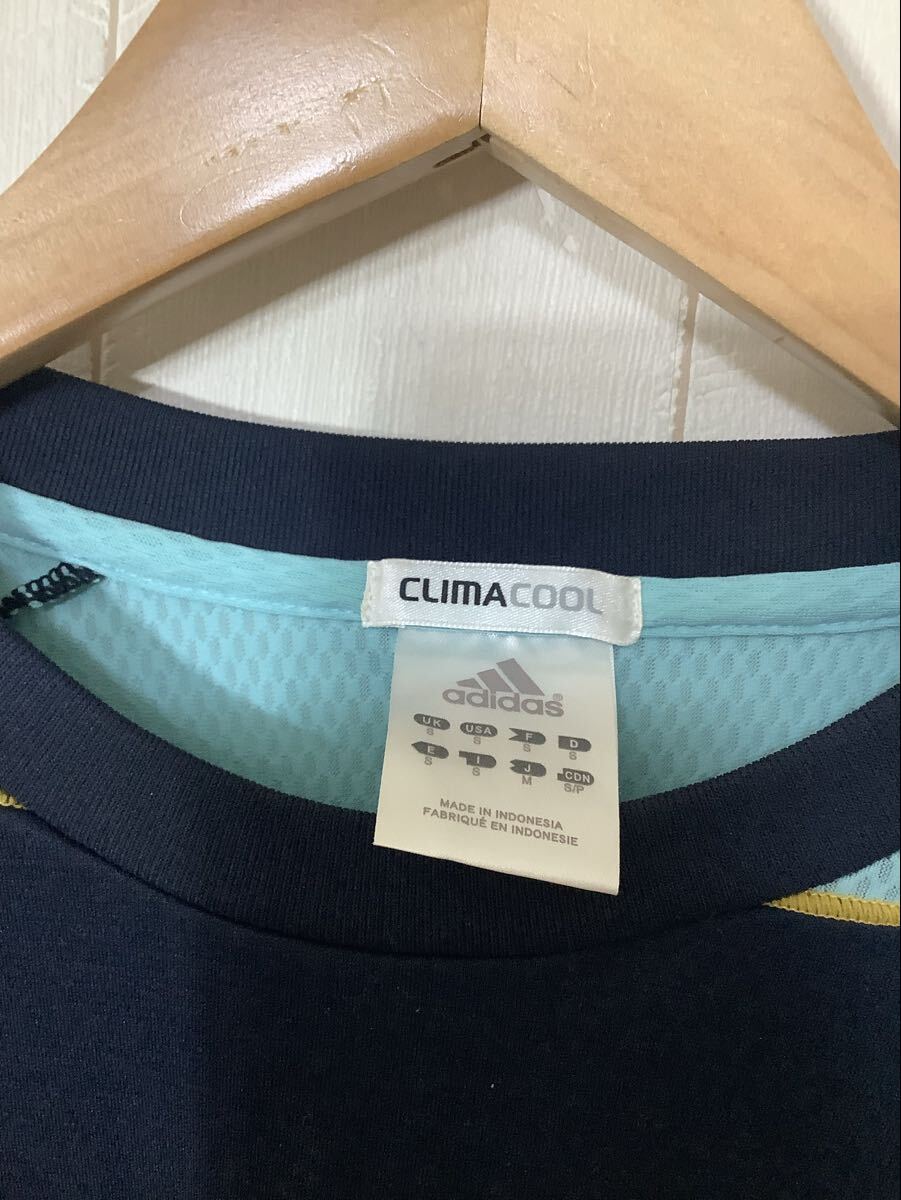 CLIMACOOL
adidas®
UK USA F D
S S S S
E I J CDN
S S M S/P
MADE IN INDONESIA
FABRIQUÉ EN INDONESIE